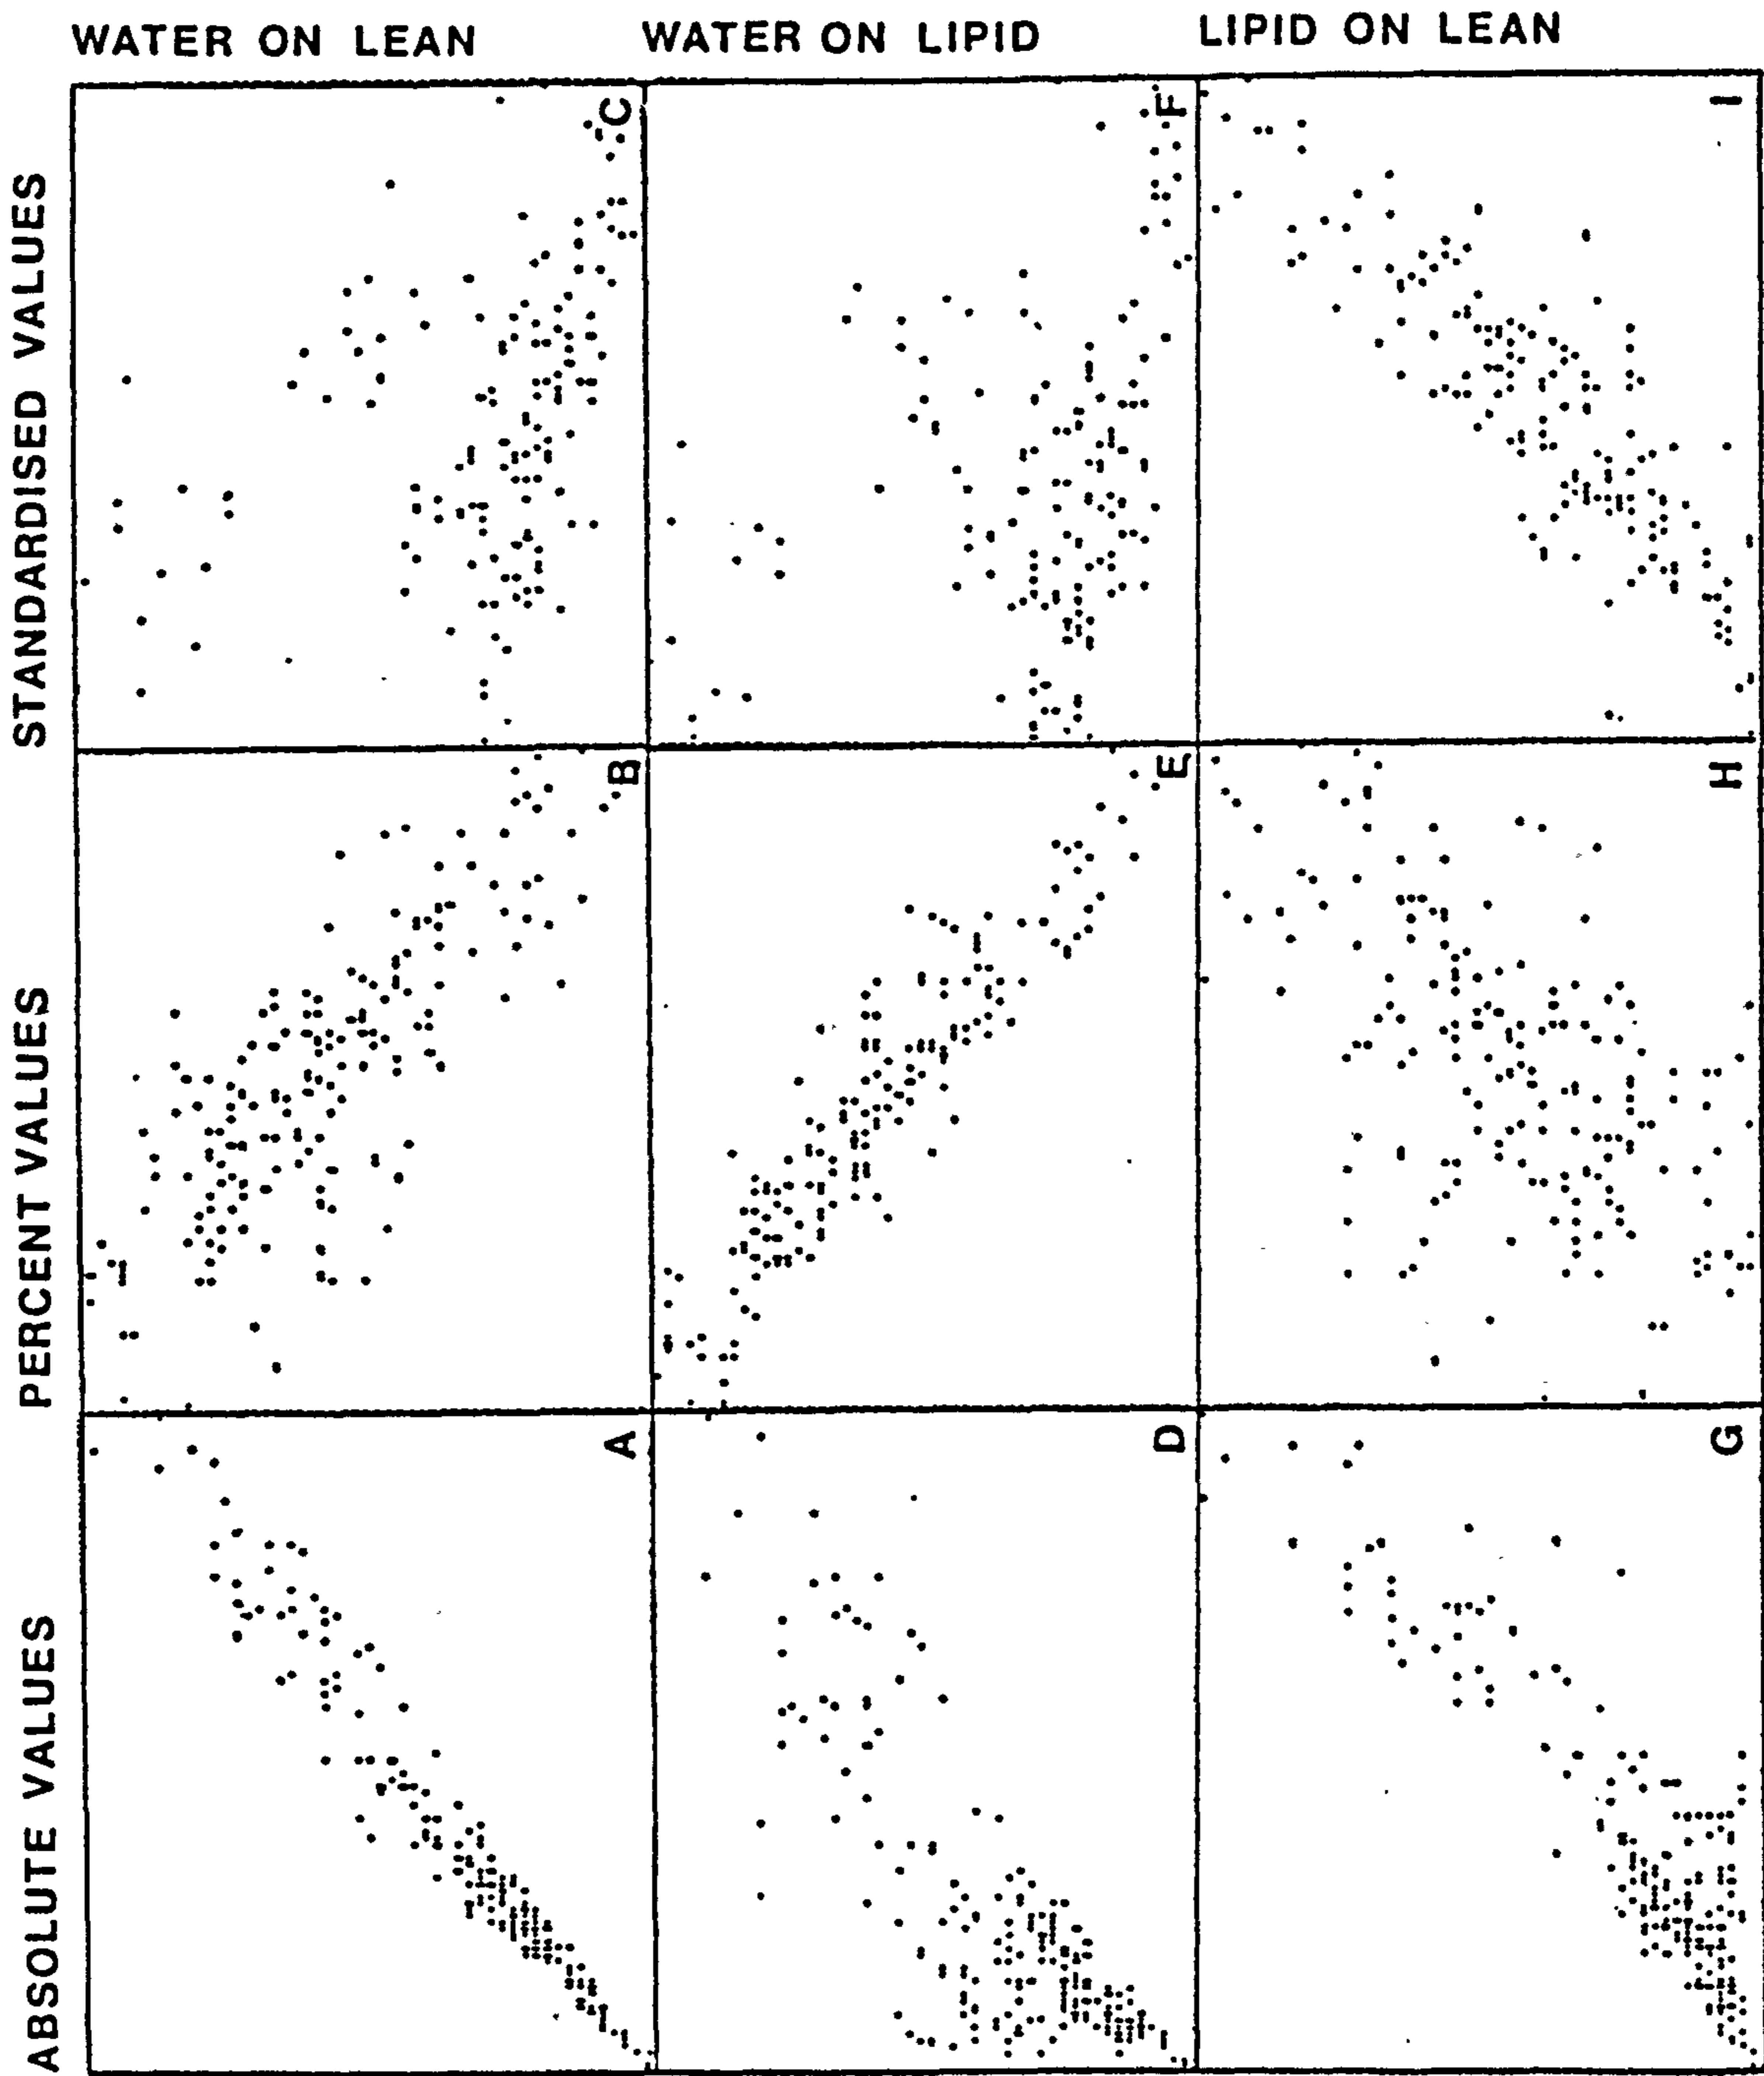 WATER ON LEAN
WATER ON LIPID
LIPID ON LEAN
STANDARDISED VALUES
C
F
I
PERCENT VALUES
B
E
H
ABSOLUTE VALUES
A
D
G